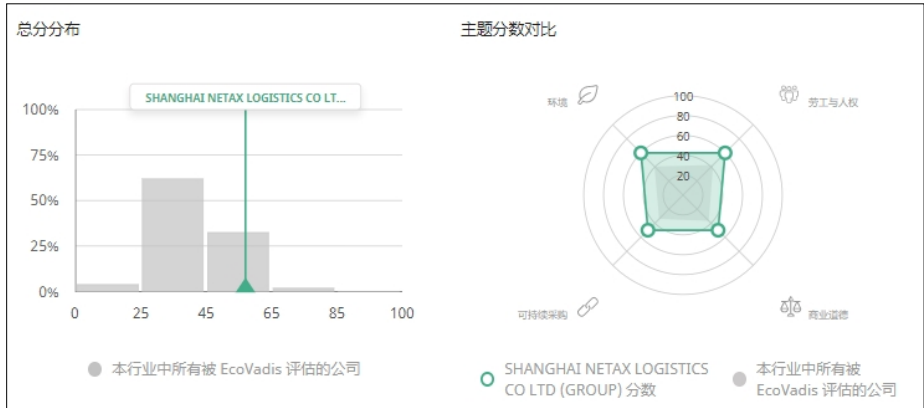 总分分布
SHANGHAI NETAX LOGISTICS CO LT...
100%
75%
50%
25%
0%
0 25 45 65 85 100
本行业中所有被 EcoVadis 评估的公司
主题分数对比
环境
劳工与人权
100
80
60
40
20
可持续采购
商业道德
SHANGHAI NETAX LOGISTICS
CO LTD (GROUP) 分数
本行业中所有被
EcoVadis 评估的公司